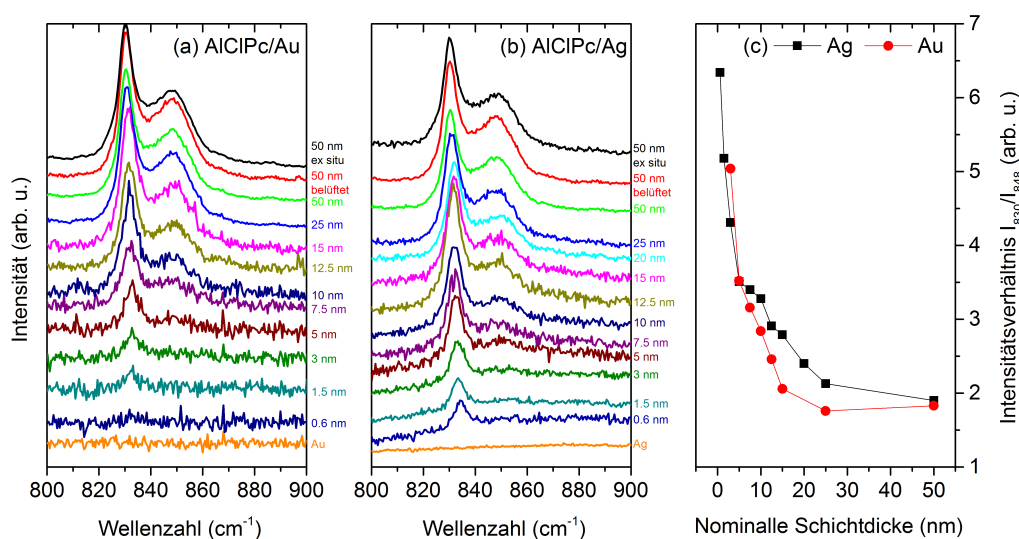 (a) AlClPc/Au
Intensität (arb. u.)
50 nm
ex situ
50 nm
belüftet
50 nm
25 nm
15 nm
12.5 nm
10 nm
7.5 nm
5 nm
3 nm
1.5 nm
0.6 nm
Au
800 820 840 860 880 900
Wellenzahl (cm⁻¹)
(b) AlClPc/Ag
50 nm
ex situ
50 nm
belüftet
50 nm
25 nm
20 nm
15 nm
12.5 nm
10 nm
7.5 nm
5 nm
3 nm
1.5 nm
0.6 nm
Ag
800 820 840 860 880 900
Wellenzahl (cm⁻¹)
(c) Ag Au
7
6
5
4
3
2
1
Intensitätsverhältnis I₈₃₀/I₈₄₈ (arb. u.)
0 10 20 30 40 50
Nominalle Schichtdicke (nm)